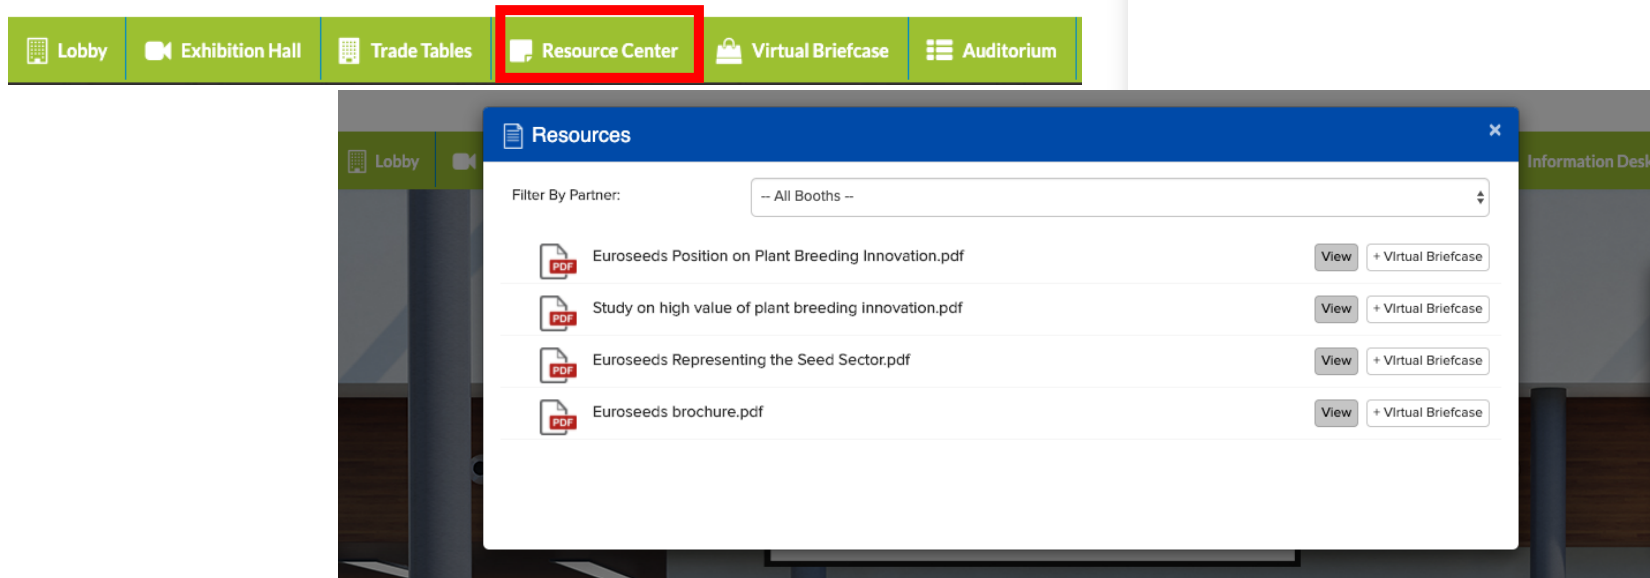 Lobby Exhibition Hall Trade Tables Resource Center Virtual Briefcase Auditorium
Resources ×
Lobby Information Desk
Filter By Partner: -- All Booths --
PDF Euroseeds Position on Plant Breeding Innovation.pdf View + VIrtual Briefcase
PDF Study on high value of plant breeding innovation.pdf View + VIrtual Briefcase
PDF Euroseeds Representing the Seed Sector.pdf View + VIrtual Briefcase
PDF Euroseeds brochure.pdf View + VIrtual Briefcase